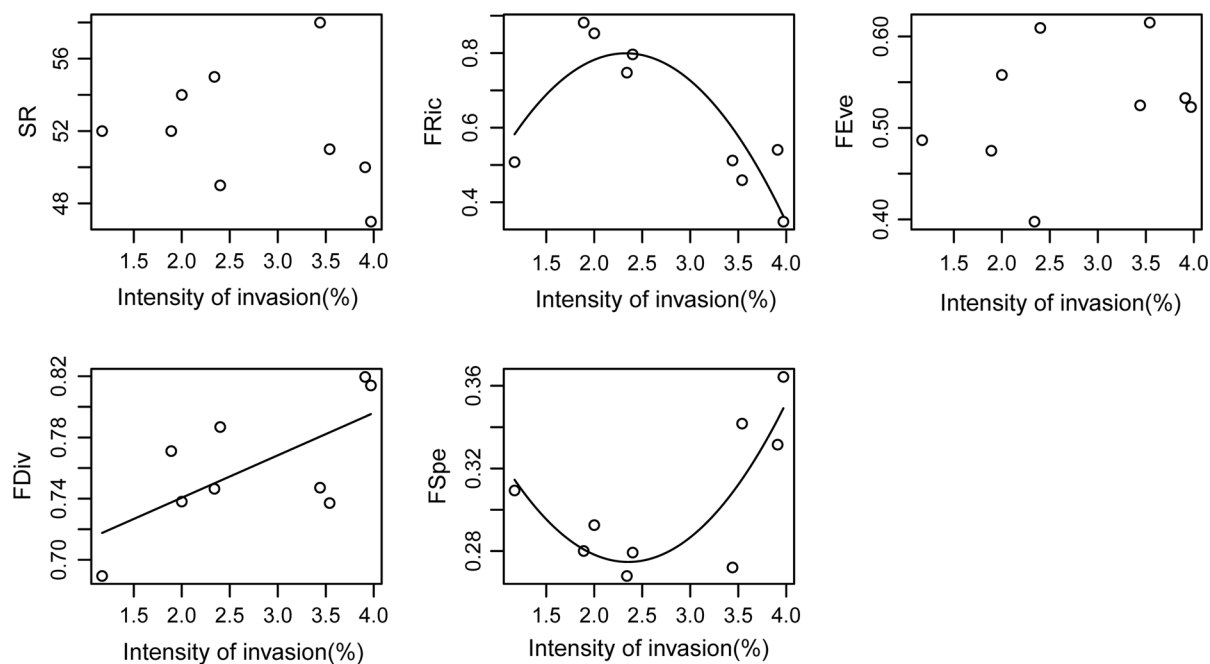 SR
56
52
48
1.5 2.0 2.5 3.0 3.5 4.0
Intensity of invasion(%)
FRic
0.8
0.6
0.4
1.5 2.0 2.5 3.0 3.5 4.0
Intensity of invasion(%)
FEve
0.60
0.50
0.40
1.5 2.0 2.5 3.0 3.5 4.0
Intensity of invasion(%)
FDiv
0.82
0.78
0.74
0.70
1.5 2.0 2.5 3.0 3.5 4.0
Intensity of invasion(%)
FSpe
0.36
0.32
0.28
1.5 2.0 2.5 3.0 3.5 4.0
Intensity of invasion(%)